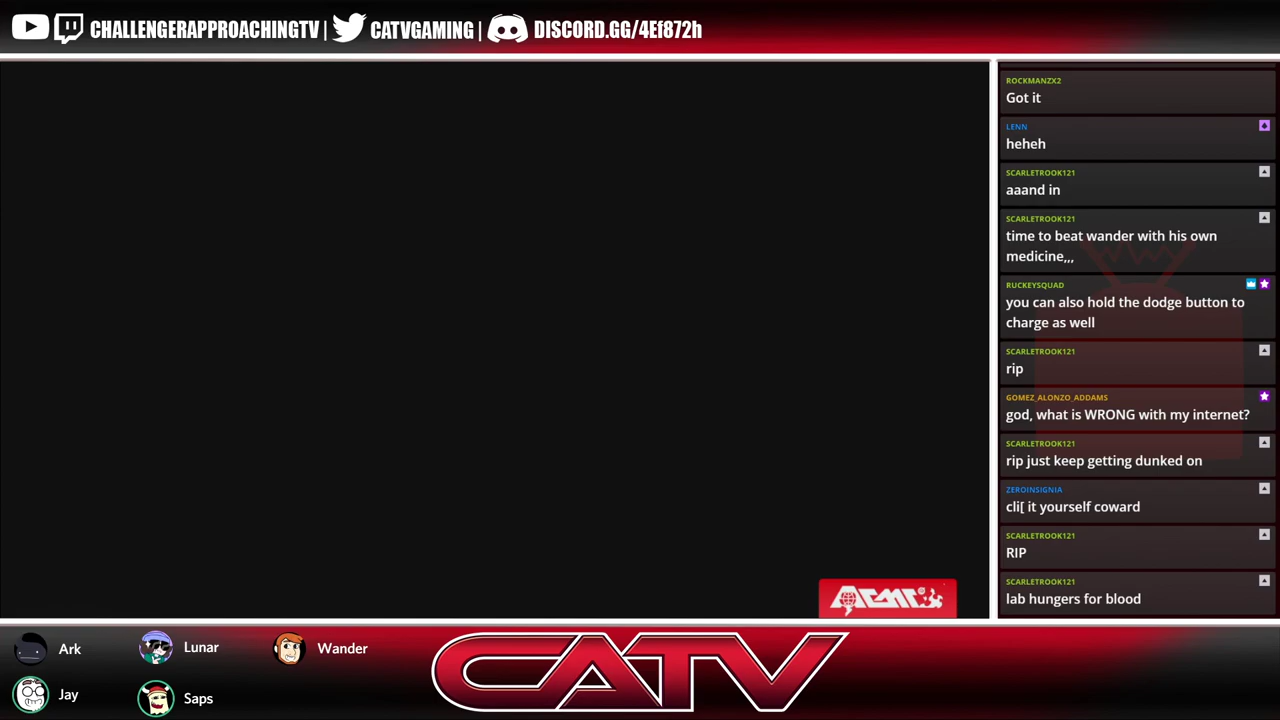 CHALLENGERAPPROACHINGTV | CATVGAMING | DISCORD.GG/4Ef872h
ROCKMANZX2
Got it
LENN
heheh
SCARLETROOK121
aaand in
SCARLETROOK121
time to beat wander with his own
medicine,,,
RUCKEYSQUAD
you can also hold the dodge button to
charge as well
SCARLETROOK121
rip
GOMEZ_ALONZO_ADDAMS
god, what is WRONG with my internet?
SCARLETROOK121
rip just keep getting dunked on
ZEROINSIGNIA
cli[ it yourself coward
SCARLETROOK121
RIP
SCARLETROOK121
lab hungers for blood
Ark
Lunar
Wander
Jay
Saps
CATV